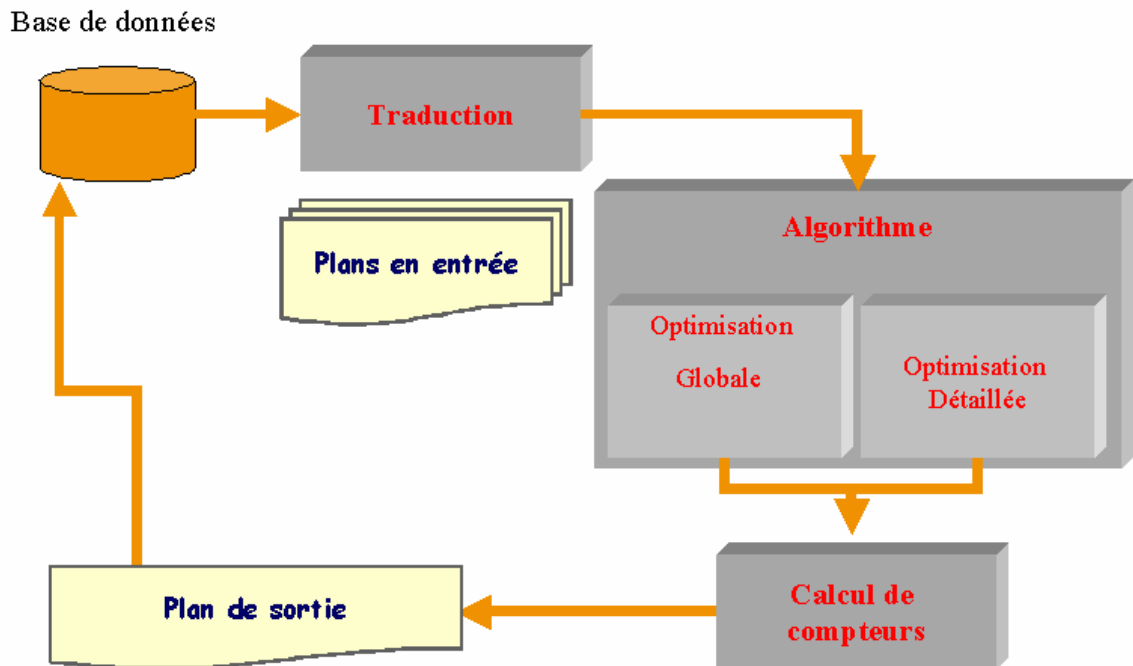 Base de données
Traduction
Plans en entrée
Algorithme
Optimisation
Globale
Optimisation
Détaillée
Calcul de
compteurs
Plan de sortie